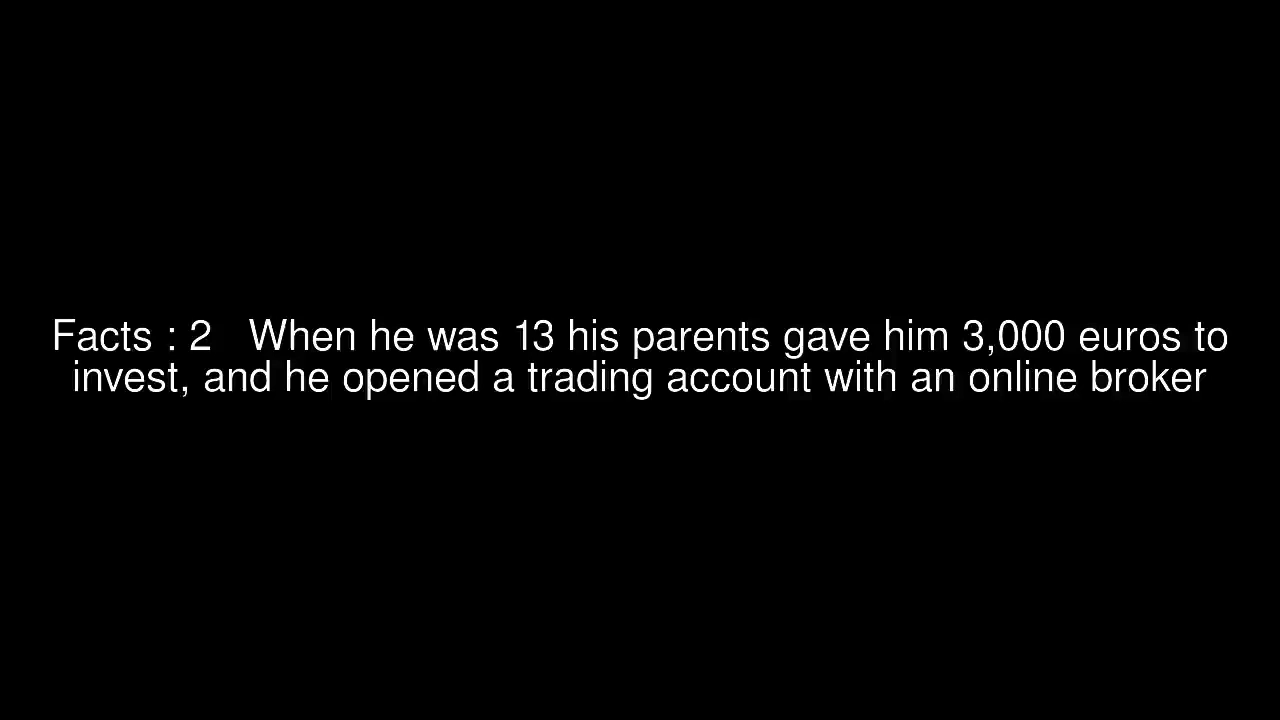 Facts : 2   When he was 13 his parents gave him 3,000 euros to
invest, and he opened a trading account with an online broker